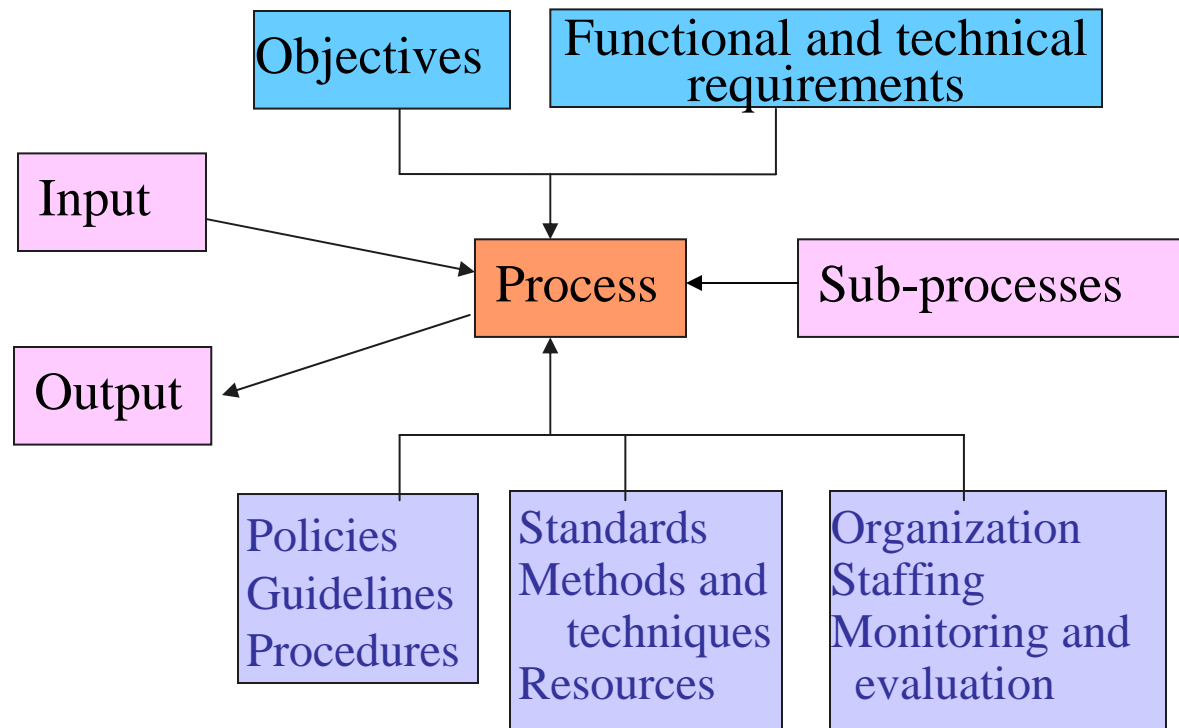 Objectives
Functional and technical
requirements
Input
Process
Sub-processes
Output
Policies
Guidelines
Procedures
Standards
Methods and
techniques
Resources
Organization
Staffing
Monitoring and
evaluation